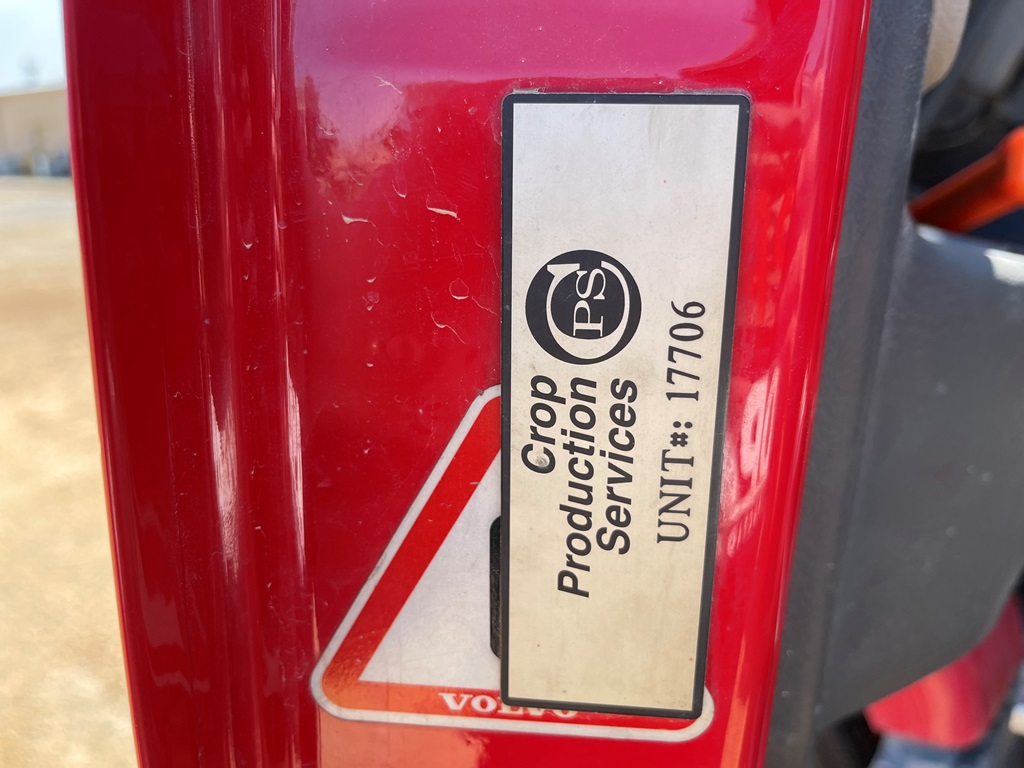 CPS
Crop
Production
Services
UNIT#: 17706
VOLVO